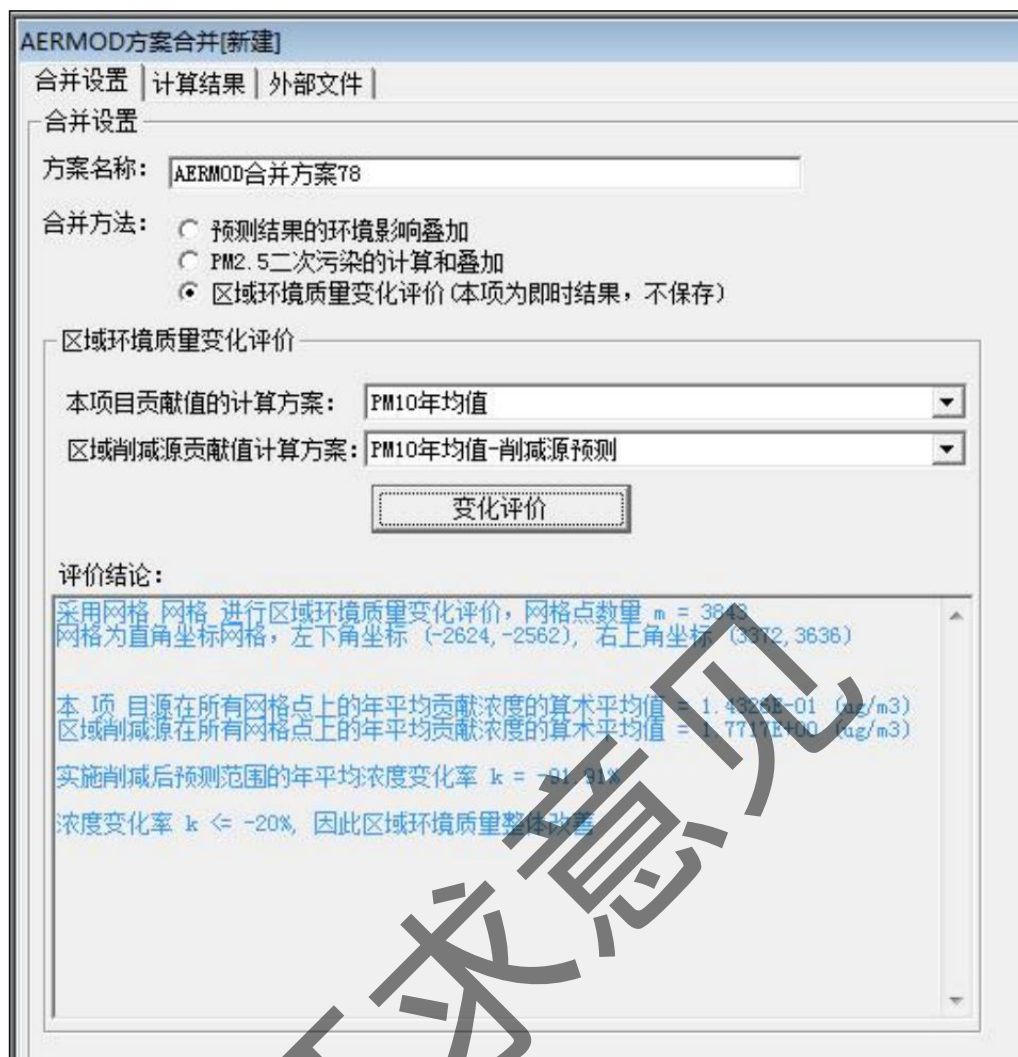 AERMOD方案合并[新建]
合并设置 计算结果 外部文件
合并设置
方案名称： AERMOD合并方案78
合并方法： 预测结果的环境影响叠加
PM2.5二次污染的计算和叠加
区域环境质量变化评价(本项为即时结果，不保存)
区域环境质量变化评价
本项目贡献值的计算方案： PM10年均值
区域削减源贡献值计算方案： PM10年均值-削减源预测
变化评价
评价结论：
采用网格 网格 进行区域环境质量变化评价，网格点数量 m = 3843
网格为直角坐标网格，左下角坐标 (-2624,-2562), 右上角坐标 (3372,3636)
本 项 目源在所有网格点上的年平均贡献浓度的算术平均值 = 1.4326E-01 (ug/m3)
区域削减源在所有网格点上的年平均贡献浓度的算术平均值 = 1.7717E+00 (ug/m3)
实施削减后预测范围的年平均浓度变化率 k = -91.91%
浓度变化率 k <= -20%, 因此区域环境质量整体改善
求意见